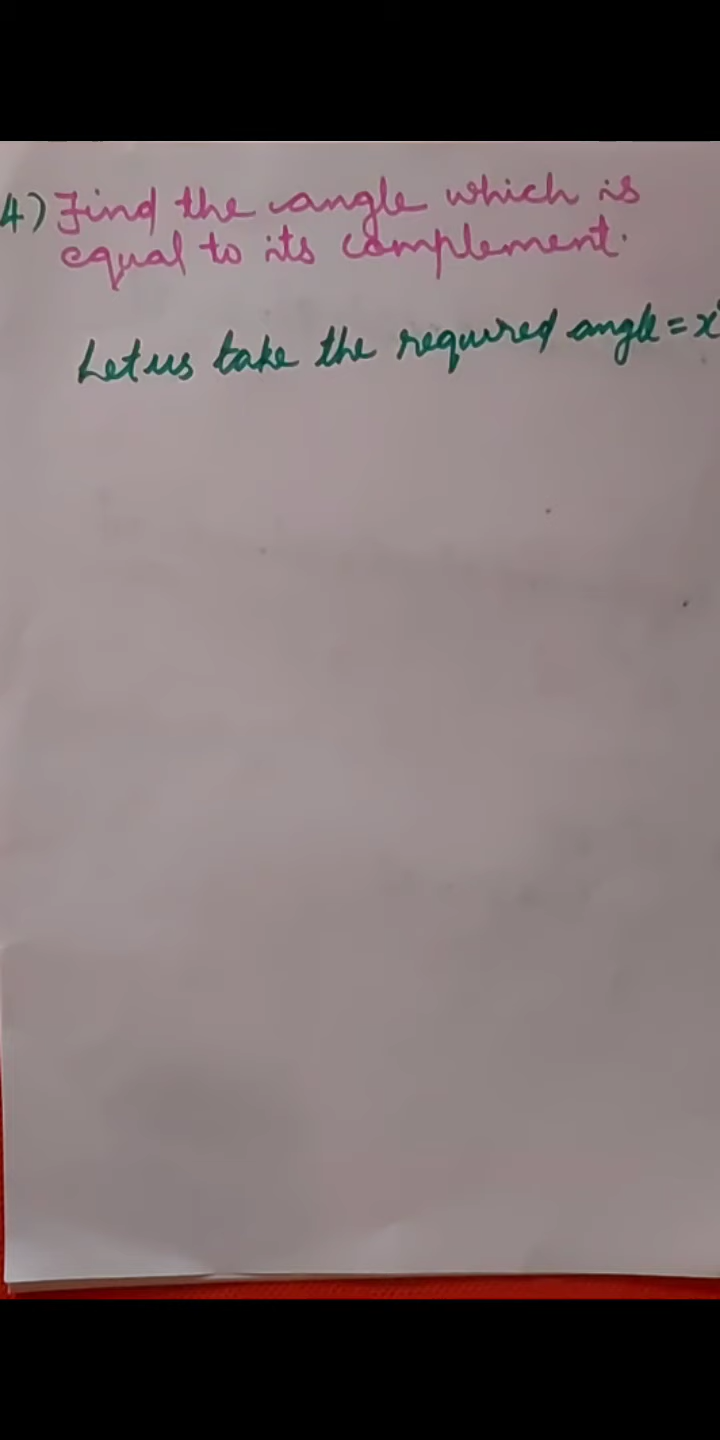 4) Find the angle which is
equal to its complement.
Let us take the required angle = x°